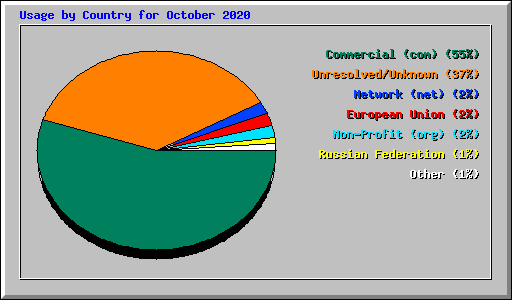 Usage by Country for October 2020
Commercial (com) (55%)
Unresolved/Unknown (37%)
Network (net) (2%)
European Union (2%)
Non-Profit (org) (2%)
Russian Federation (1%)
Other (1%)